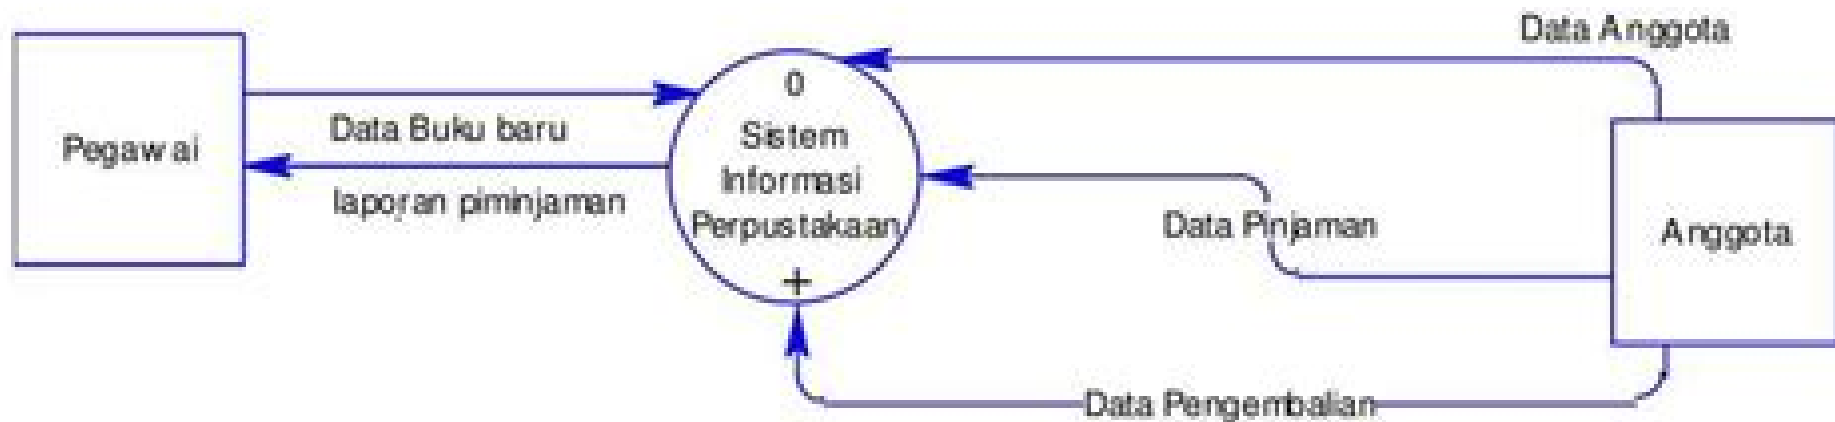 Data Anggota
0
Sistem
Informasi
Perpustakaan
+
Pegawai
Data Buku baru
laporan piminjaman
Data Pinjaman
Anggota
Data Pengembalian